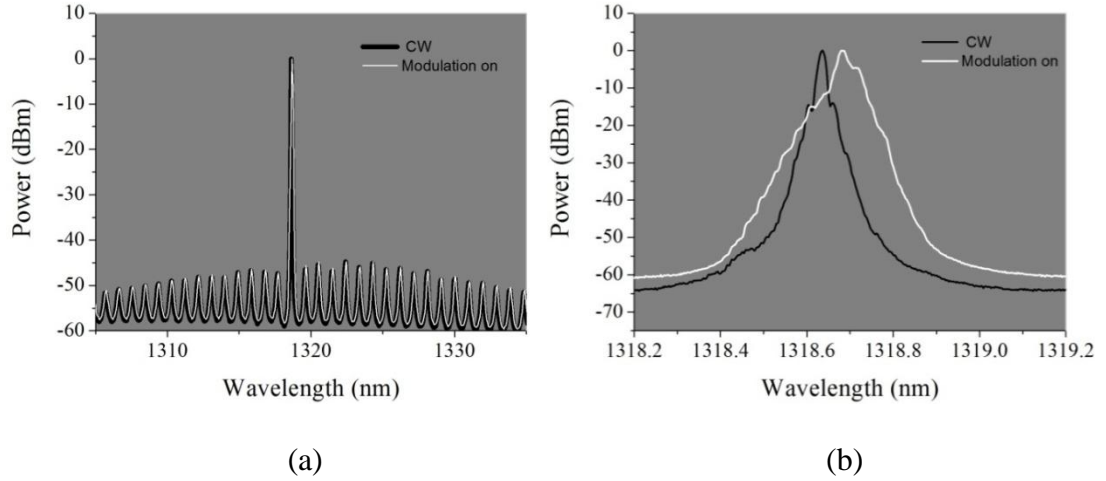 10
0
-10
-20
-30
-40
-50
-60
Power (dBm)
CW
Modulation on
1310
1320
1330
Wavelength (nm)
(a)
10
0
-10
-20
-30
-40
-50
-60
-70
Power (dBm)
CW
Modulation on
1318.2
1318.4
1318.6
1318.8
1319.0
1319.2
Wavelength (nm)
(b)